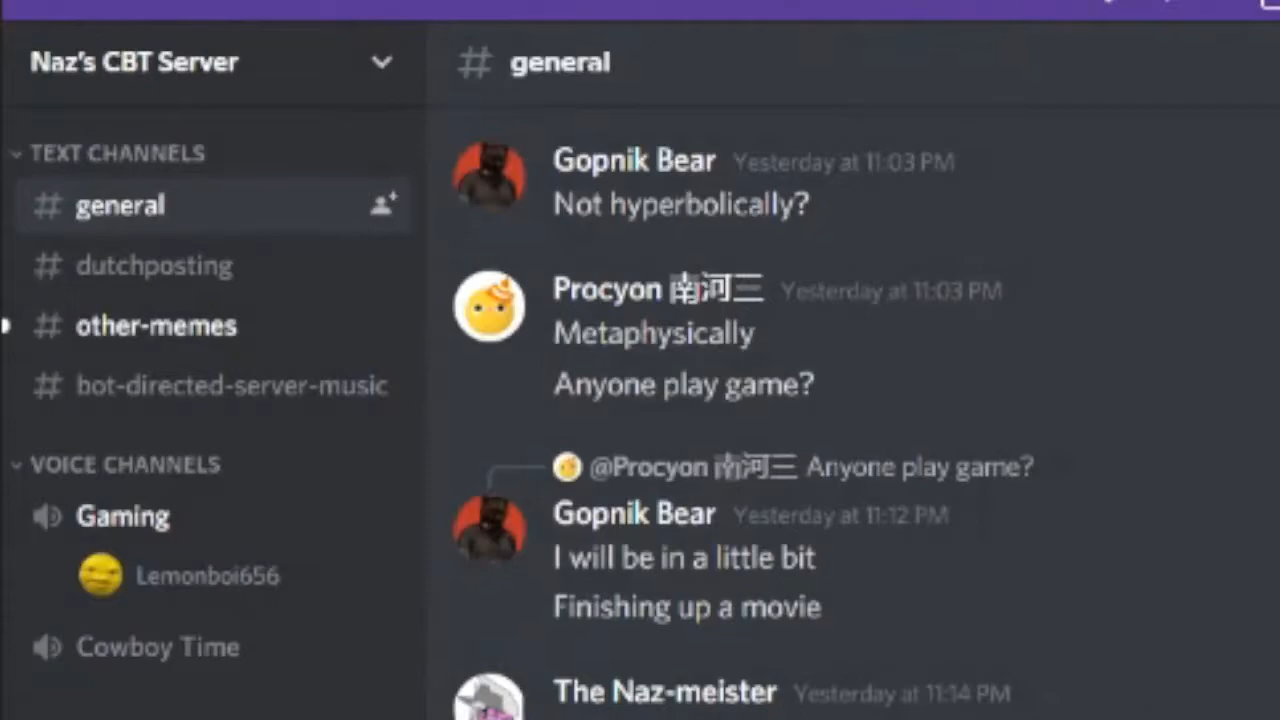 Naz's CBT Server
general
TEXT CHANNELS
general
dutchposting
other-memes
bot-directed-server-music
VOICE CHANNELS
Gaming
Lemonboi656
Cowboy Time
Gopnik Bear Yesterday at 11:03 PM
Not hyperbolically?
Procyon 南河三 Yesterday at 11:03 PM
Metaphysically
Anyone play game?
@Procyon 南河三 Anyone play game?
Gopnik Bear Yesterday at 11:12 PM
I will be in a little bit
Finishing up a movie
The Naz-meister Yesterday at 11:14 PM